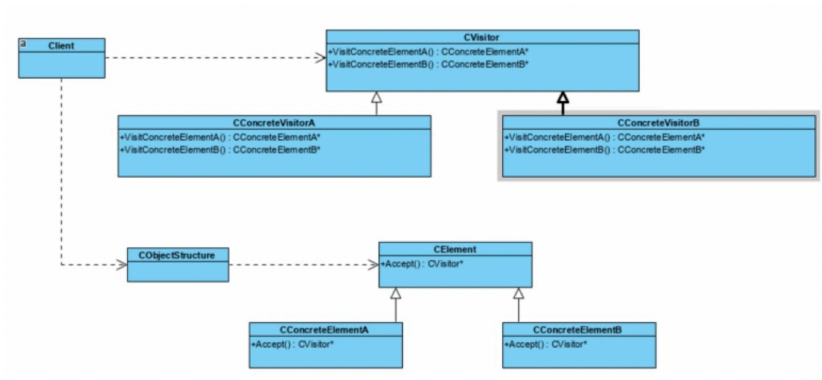 a
Client
CVisitor
+VisitConcreteElementA() : CConcreteElementA*
+VisitConcreteElementB() : CConcreteElementB*
CConcreteVisitorA
+VisitConcreteElementA() : CConcreteElementA*
+VisitConcreteElementB() : CConcreteElementB*
CConcreteVisitorB
+VisitConcreteElementA() : CConcreteElementA*
+VisitConcreteElementB() : CConcreteElementB*
CObjectStructure
CElement
+Accept() : CVisitor*
CConcreteElementA
+Accept() : CVisitor*
CConcreteElementB
+Accept() : CVisitor*